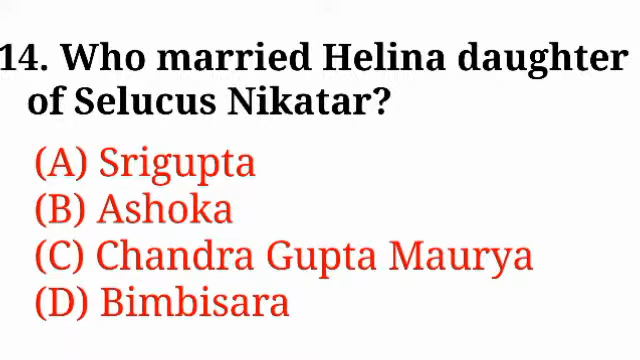 14. Who married Helina daughter
of Selucus Nikatar?
(A) Srigupta
(B) Ashoka
(C) Chandra Gupta Maurya
(D) Bimbisara